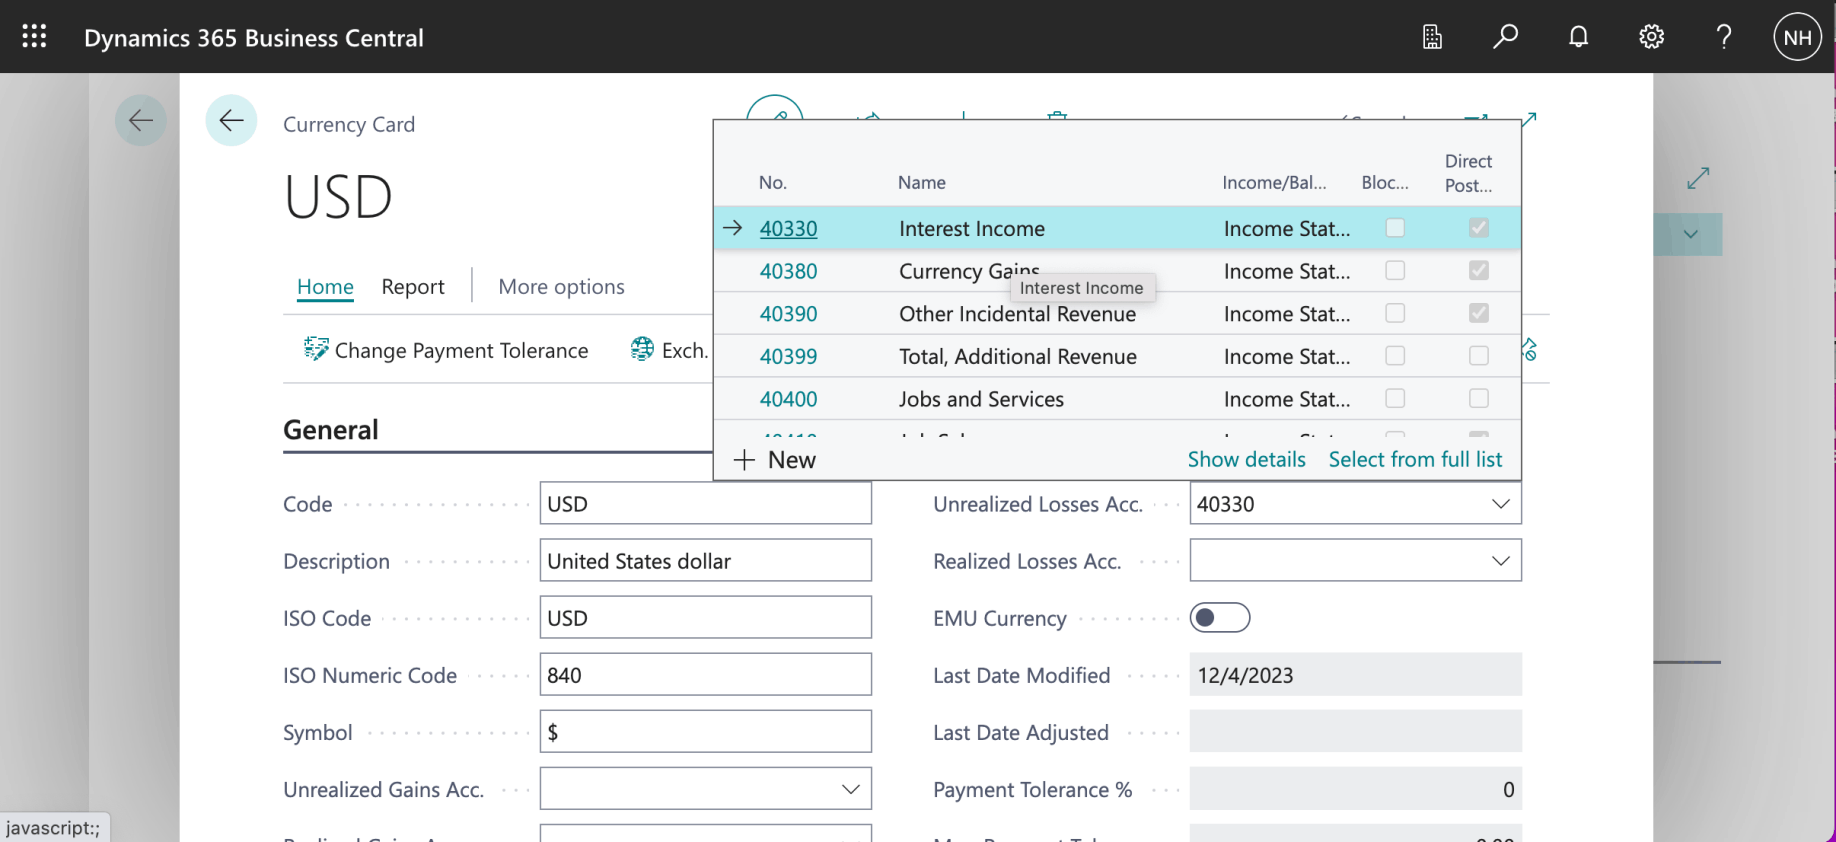 Dynamics 365 Business Central
NH
Currency Card
USD
Home Report More options
Change Payment Tolerance Exch.
No. Name Income/Bal... Bloc... Direct Post...
40330 Interest Income Income Stat...
40380 Currency Gains Income Stat...
Interest Income
40390 Other Incidental Revenue Income Stat...
40399 Total, Additional Revenue Income Stat...
40400 Jobs and Services Income Stat...
New Show details Select from full list
General
Code USD
Description United States dollar
ISO Code USD
ISO Numeric Code 840
Symbol $
Unrealized Gains Acc.
Unrealized Losses Acc. 40330
Realized Losses Acc.
EMU Currency
Last Date Modified 12/4/2023
Last Date Adjusted
Payment Tolerance % 0
javascript:;